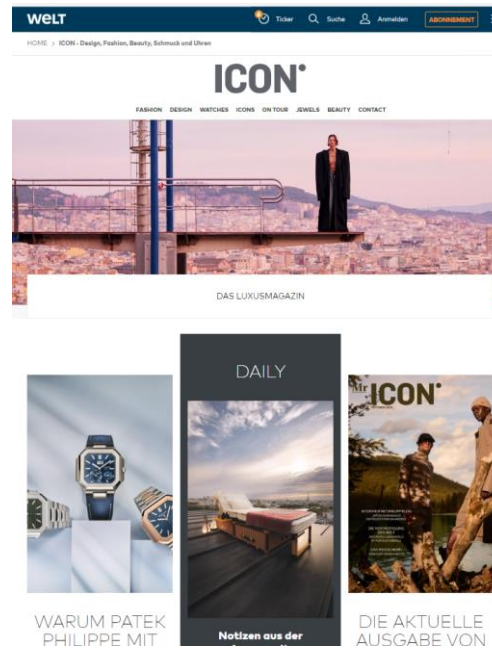 WELT
Ticker
Suche
Anmelden
ABONNEMENT
HOME > ICON - Design, Fashion, Beauty, Schmuck und Uhren
ICON
FASHION DESIGN WATCHES ICONS ON TOUR JEWELS BEAUTY CONTACT
DAS LUXUSMAGAZIN
DAILY
Mr ICON
WARUM PATEK
PHILIPPE MIT
Notizen aus der
DIE AKTUELLE
AUSGABE VON